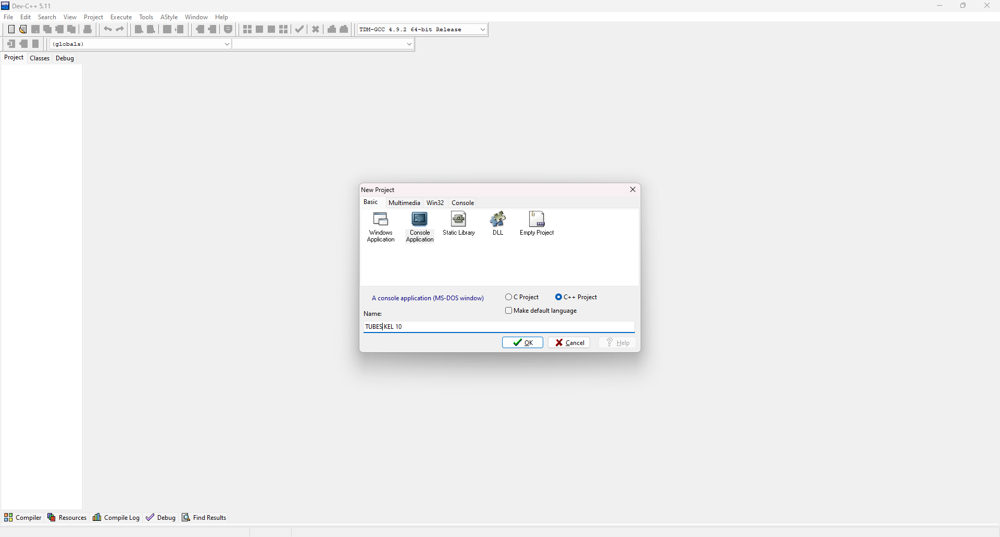 Dev-C++ 5.11
File Edit Search View Project Execute Tools AStyle Window Help
TDM-GCC 4.9.2 64-bit Release
(globals)
Project Classes Debug
New Project
Basic Multimedia Win32 Console
Windows Application
Console Application
Static Library
DLL
Empty Project
A console application (MS-DOS window)
C Project C++ Project
Make default language
Name:
TUBES KEL 10
OK Cancel Help
Compiler Resources Compile Log Debug Find Results